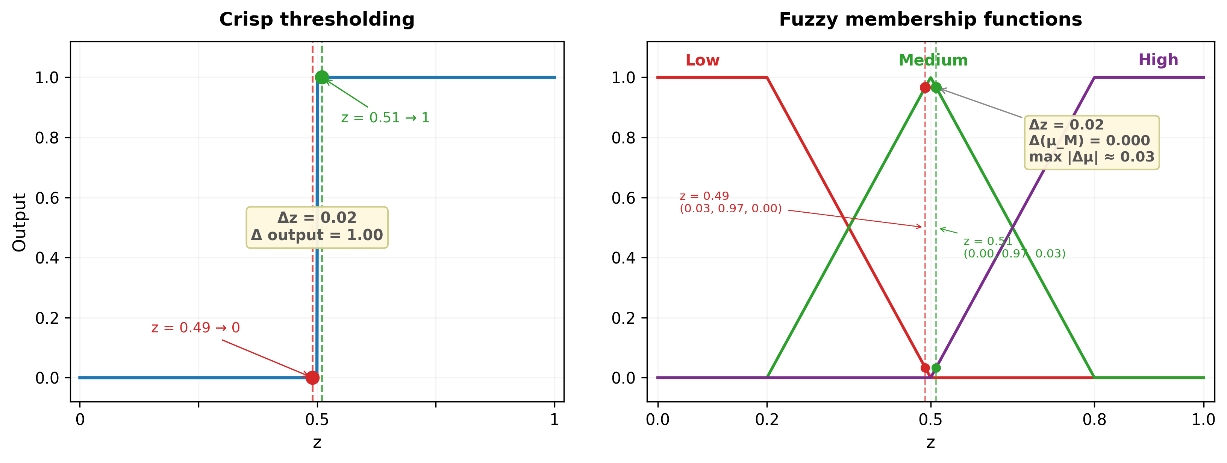 Crisp thresholding
Output
1.0
0.8
0.6
0.4
0.2
0.0
z = 0.51 → 1
Δz = 0.02
Δ output = 1.00
z = 0.49 → 0
0
0.5
1
z
Fuzzy membership functions
Low
Medium
High
1.0
0.8
0.6
0.4
0.2
0.0
Δz = 0.02
Δ(μ_M) = 0.000
max |Δμ| ≈ 0.03
z = 0.49
(0.03, 0.97, 0.00)
z = 0.51
(0.00, 0.97, 0.03)
0.0
0.2
0.5
0.8
1.0
z